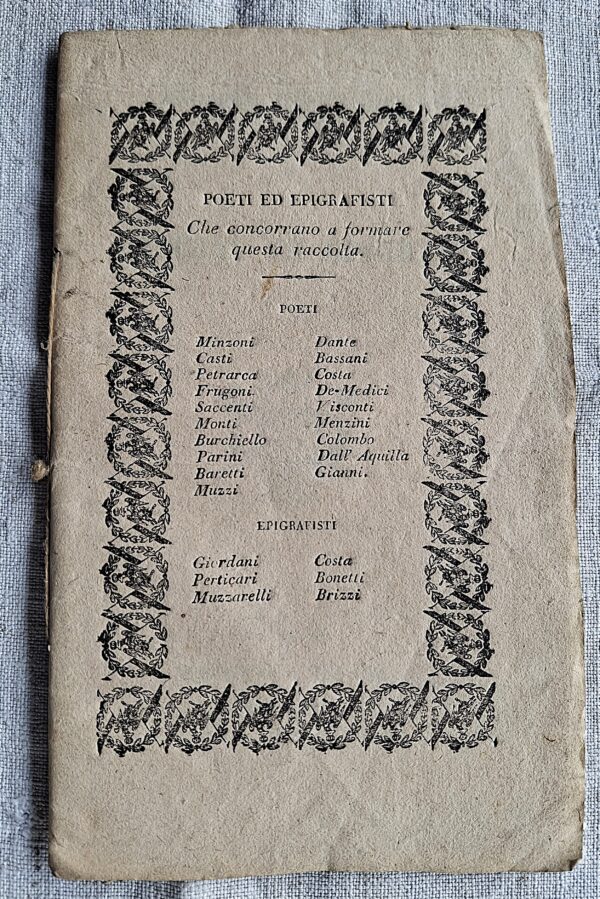 POETI ED EPIGRAFISTI
Che concorrano a formare
questa raccolta.
POETI
Minzoni
Casti
Petrarca
Frugoni.
Saccenti
Monti
Burchiello
Parini
Baretti
Muzzi
Dante
Bassani
Costa
De-Medici
Visconti
Menzini
Colombo
Dall' Aquilla
Gianni.
EPIGRAFISTI
Giordani
Perticari
Muzzarelli
Costa
Bonetti
Brizzi